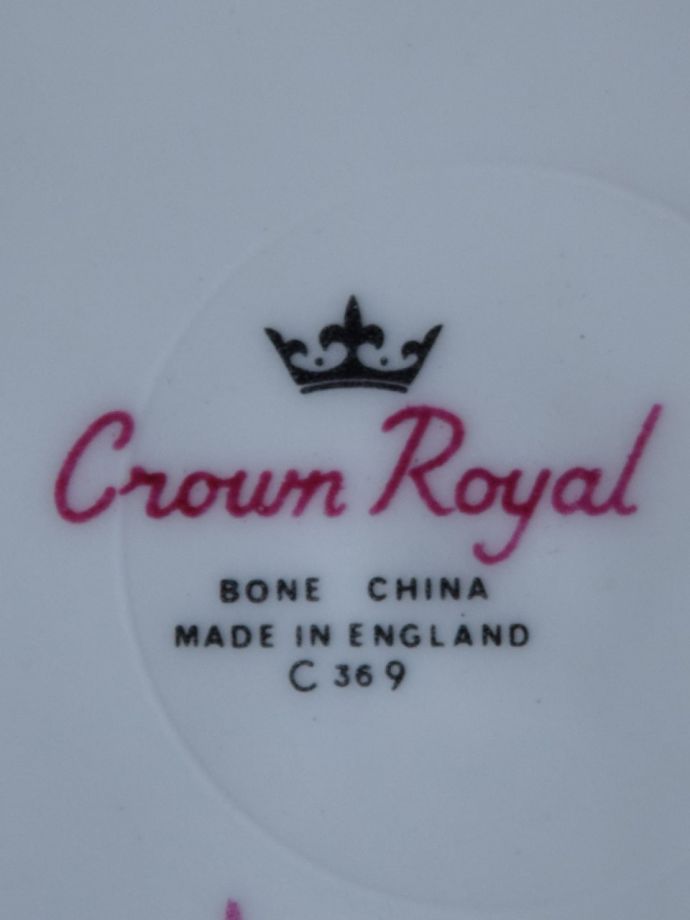 Crown Royal
BONE CHINA
MADE IN ENGLAND
C 369